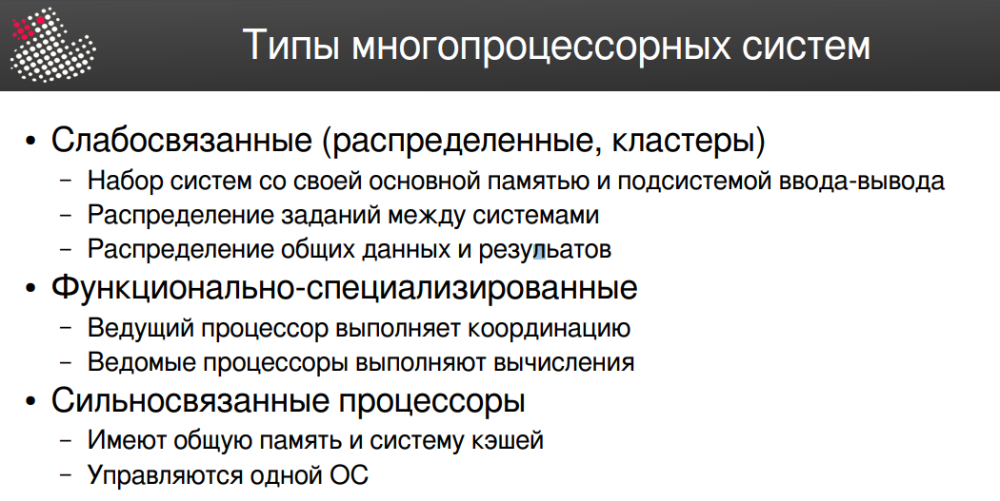 Типы многопроцессорных систем
• Слабосвязанные (распределенные, кластеры)
– Набор систем со своей основной памятью и подсистемой ввода-вывода
– Распределение заданий между системами
– Распределение общих данных и резульатов
• Функционально-специализированные
– Ведущий процессор выполняет координацию
– Ведомые процессоры выполняют вычисления
• Сильносвязанные процессоры
– Имеют общую память и систему кэшей
– Управляются одной ОС